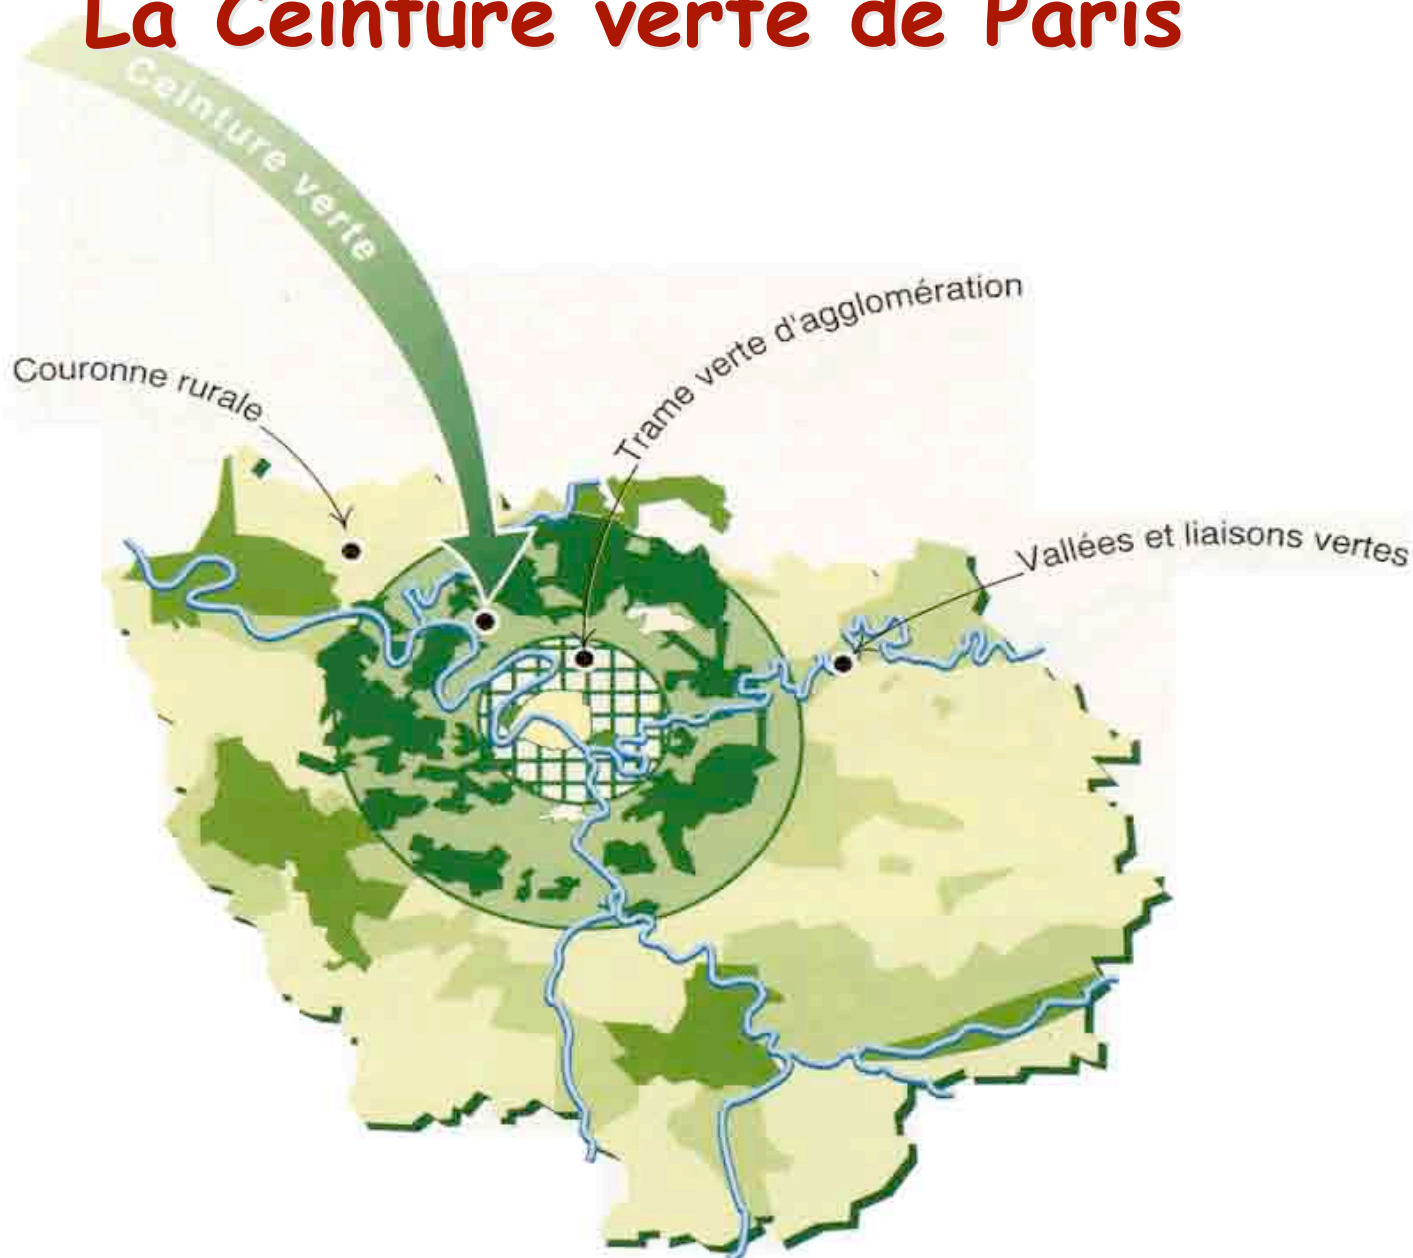 La Ceinture verte de Paris
Ceinture verte
Trame verte d'agglomération
Couronne rurale
Vallées et liaisons vertes